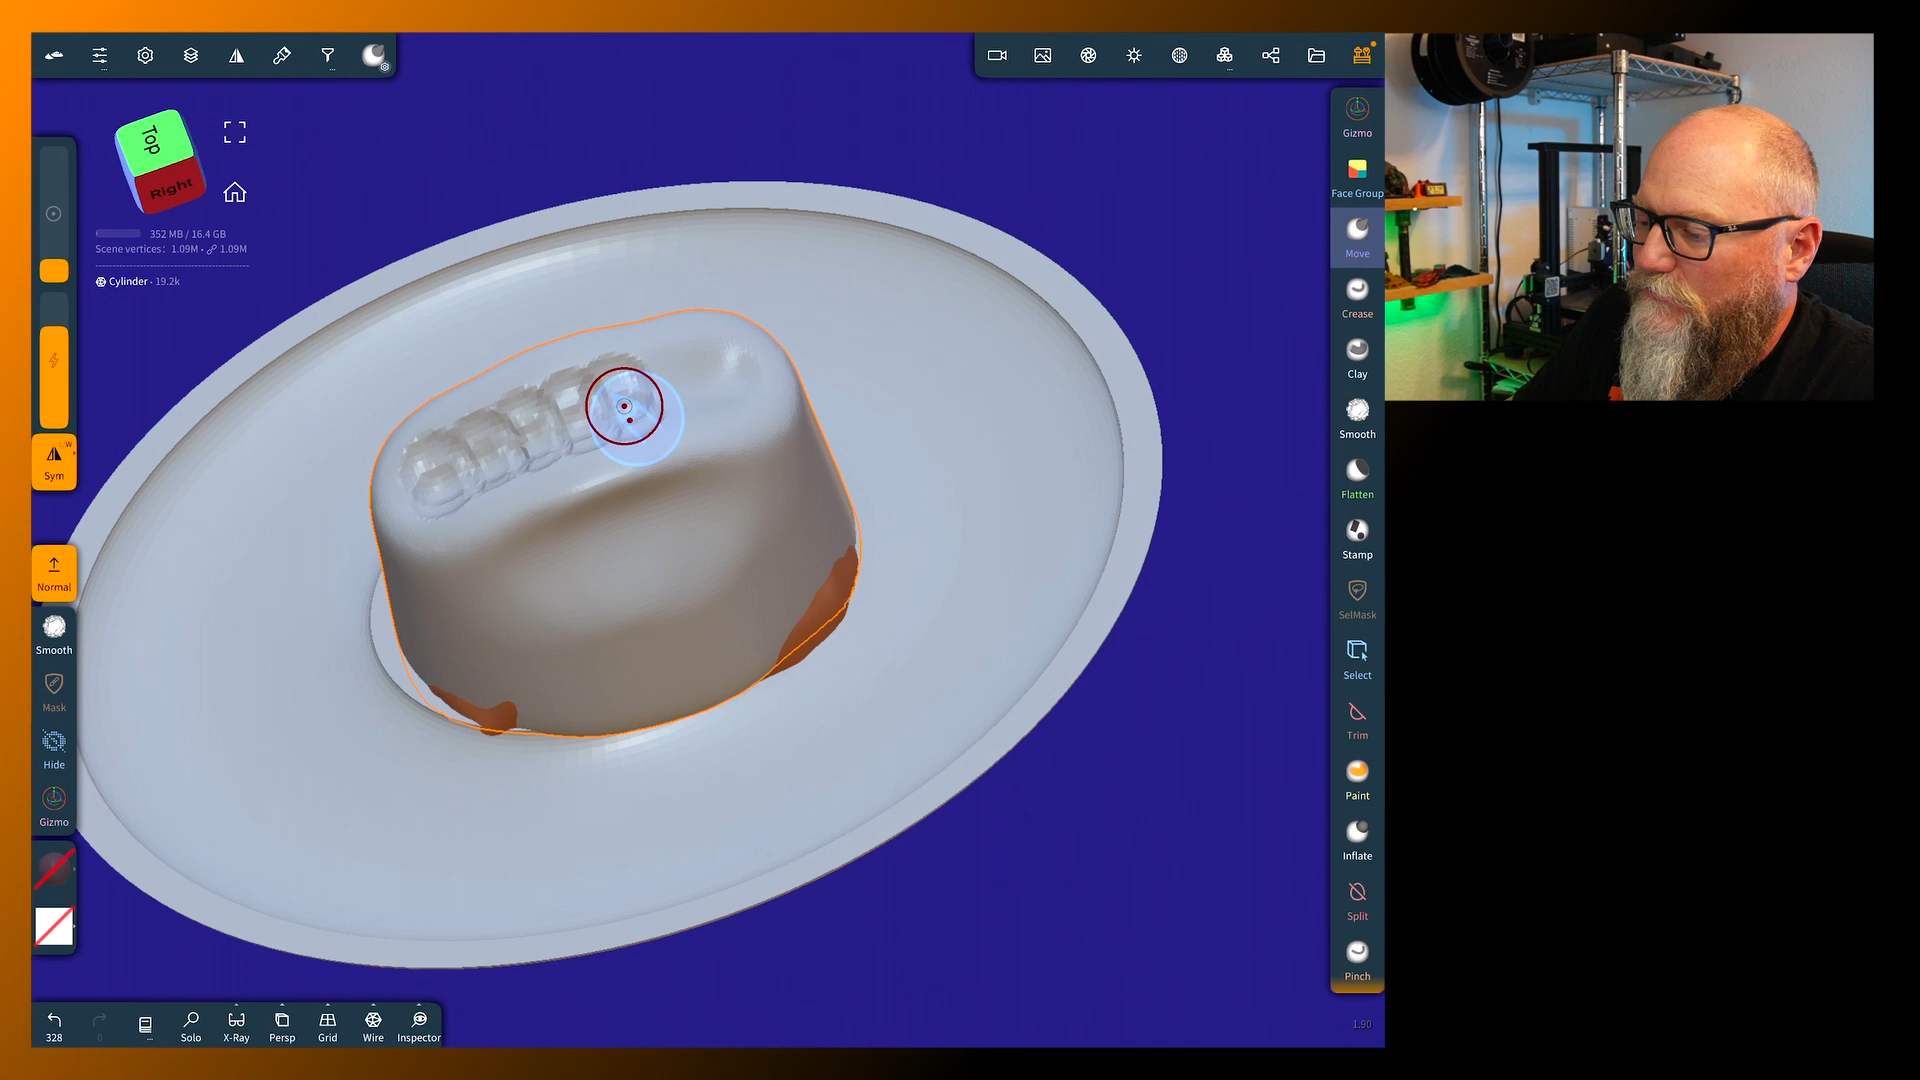 Top
Right
352 MB / 16.4 GB
Scene vertices: 1.09M • 1.09M
Cylinder • 19.2k
L/W
Sym
Normal
Smooth
Mask
Hide
Gizmo
328
0
Solo
X-Ray
Persp
Grid
Wire
Inspector
Gizmo
Face Group
Move
Crease
Clay
Smooth
Flatten
Stamp
SelMask
Select
Trim
Paint
Inflate
Split
Pinch
1.90